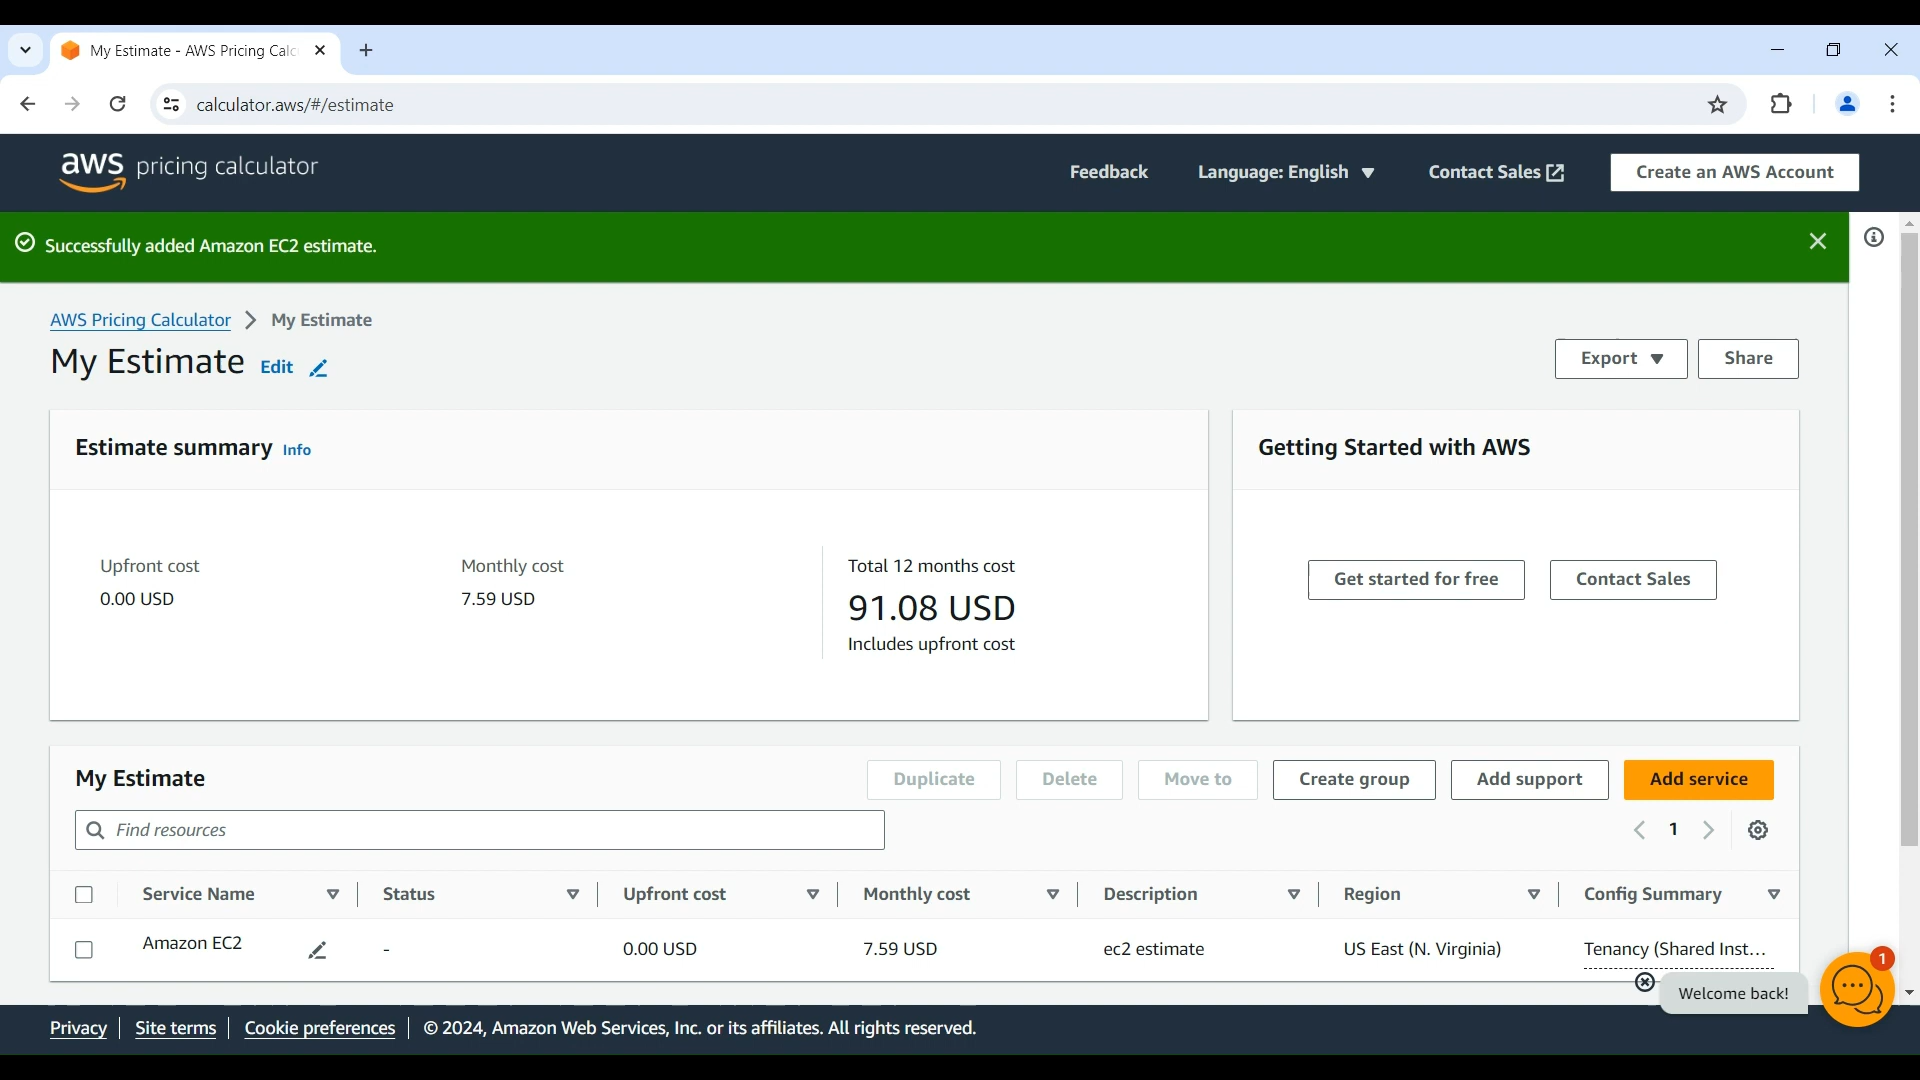 My Estimate - AWS Pricing Calc
calculator.aws/#/estimate
aws pricing calculator
Feedback
Language: English
Contact Sales
Create an AWS Account
Successfully added Amazon EC2 estimate.
AWS Pricing Calculator
My Estimate
My Estimate
Edit
Export
Share
Estimate summary Info
Getting Started with AWS
Upfront cost
0.00 USD
Monthly cost
7.59 USD
Total 12 months cost
91.08 USD
Includes upfront cost
Get started for free
Contact Sales
My Estimate
Duplicate
Delete
Move to
Create group
Add support
Add service
Find resources
1
Service Name
Status
Upfront cost
Monthly cost
Description
Region
Config Summary
Amazon EC2
-
0.00 USD
7.59 USD
ec2 estimate
US East (N. Virginia)
Tenancy (Shared Inst...
1
Welcome back!
Privacy
Site terms
Cookie preferences
© 2024, Amazon Web Services, Inc. or its affiliates. All rights reserved.